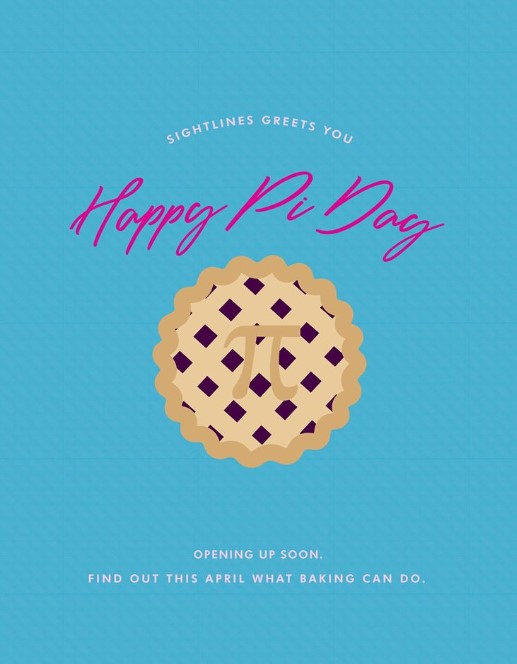 SIGHTLINES GREETS YOU
Happy Pi Day
π
OPENING UP SOON.
FIND OUT THIS APRIL WHAT BAKING CAN DO.